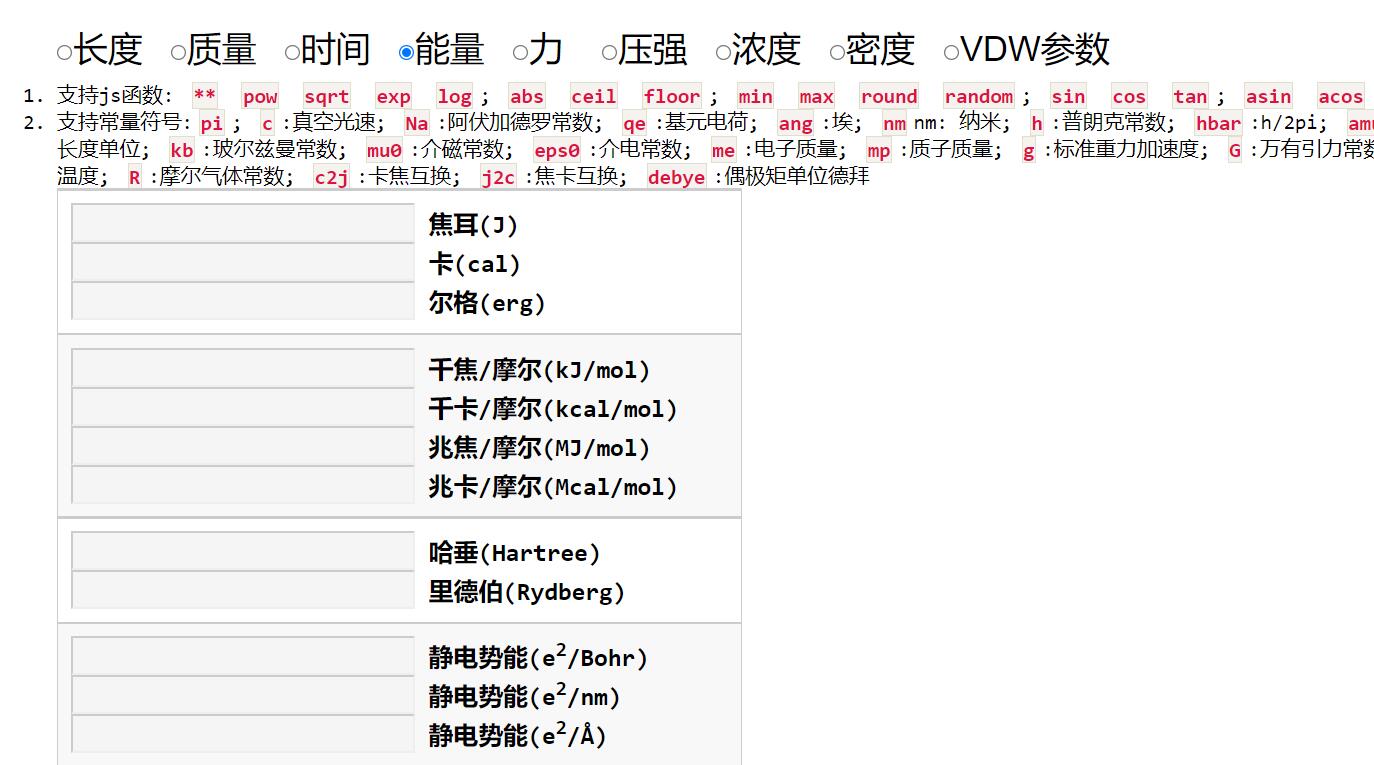 长度 质量 时间 能量 力 压强 浓度 密度 VDW参数
1. 支持js函数: ** pow sqrt exp log; abs ceil floor; min max round random; sin cos tan; asin acos
2. 支持常量符号: pi; c:真空光速; Na:阿伏加德罗常数; qe:基元电荷; ang:埃; nm nm: 纳米; h:普朗克常数; hbar:h/2pi;
长度单位; kb:玻尔兹曼常数; mu0:介磁常数; eps0:介电常数; me:电子质量; mp:质子质量; g:标准重力加速度; G:万有引力常数
温度; R:摩尔气体常数; c2j:卡焦互换; j2c:焦卡互换; debye:偶极矩单位德拜
焦耳(J)
卡(cal)
尔格(erg)
千焦/摩尔(kJ/mol)
千卡/摩尔(kcal/mol)
兆焦/摩尔(MJ/mol)
兆卡/摩尔(Mcal/mol)
哈垂(Hartree)
里德伯(Rydberg)
静电势能(e²/Bohr)
静电势能(e²/nm)
静电势能(e²/Å)